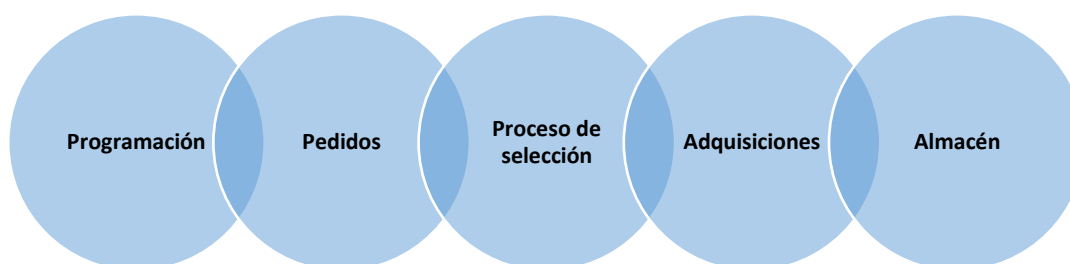 Programación
Pedidos
Proceso de
selección
Adquisiciones
Almacén